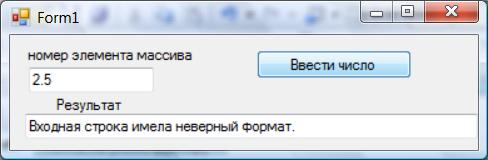 Form1
номер элемента массива
2.5
Ввести число
Результат
Входная строка имела неверный формат.